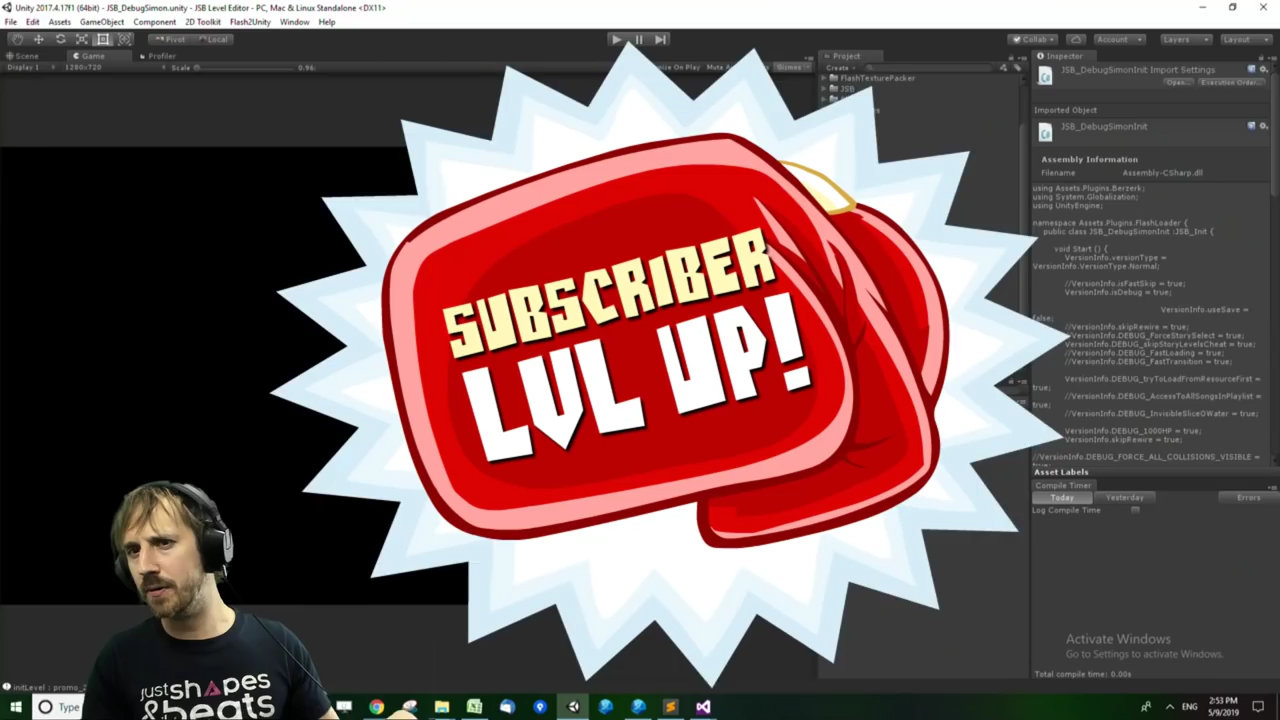 Unity 2017.4.17f1 (64bit) - JSB_DebugSimon.unity - JSB Level Editor - PC, Mac & Linux Standalone <DX11>
File Edit Assets GameObject Component 2D Toolkit Flash2Unity Window Help
Pivot Local Collab Account Layers Layout
Scene Game Profiler Project Inspector
Display 1 1280x720 Scale 0.96 Gizmos Create
FlashTexturePacker
JSB
JSB_DebugSimonInit Import Settings
Open... Execution Order...
Imported Object
JSB_DebugSimonInit
Assembly Information
Filename Assembly-CSharp.dll
using Assets.Plugins.Berzerk;
using System.Globalization;
using UnityEngine;
namespace Assets.Plugins.FlashLoader {
public class JSB_DebugSimonInit :JSB_Init {
void Start () {
VersionInfo.versionType =
VersionInfo.VersionType.Normal;
//VersionInfo.isFastSkip = true;
VersionInfo.isDebug = true;
VersionInfo.useSave =
false;
//VersionInfo.skipRewire = true;
VersionInfo.DEBUG_ForceStorySelect = true;
VersionInfo.DEBUG_skipStoryLevelsCheat = true;
//VersionInfo.DEBUG_FastLoading = true;
//VersionInfo.DEBUG_FastTransition = true;
VersionInfo.DEBUG_tryToLoadFromResourceFirst =
true;
//VersionInfo.DEBUG_AccessToAllSongsInPlaylist =
true;
//VersionInfo.DEBUG_InvisibleSliceOWater = true;
VersionInfo.DEBUG_1000HP = true;
VersionInfo.skipRewire = true;
//VersionInfo.DEBUG_FORCE_ALL_COLLISIONS_VISIBLE =
Asset Labels
Compile Timer
Today Yesterday Errors
Log Compile Time
SUBSCRIBER
LVL UP!
Activate Windows
Go to Settings to activate Windows.
Total compile time: 0.00s
just SHAPES
& beats
Type
ENG
2:53 PM
5/9/2019